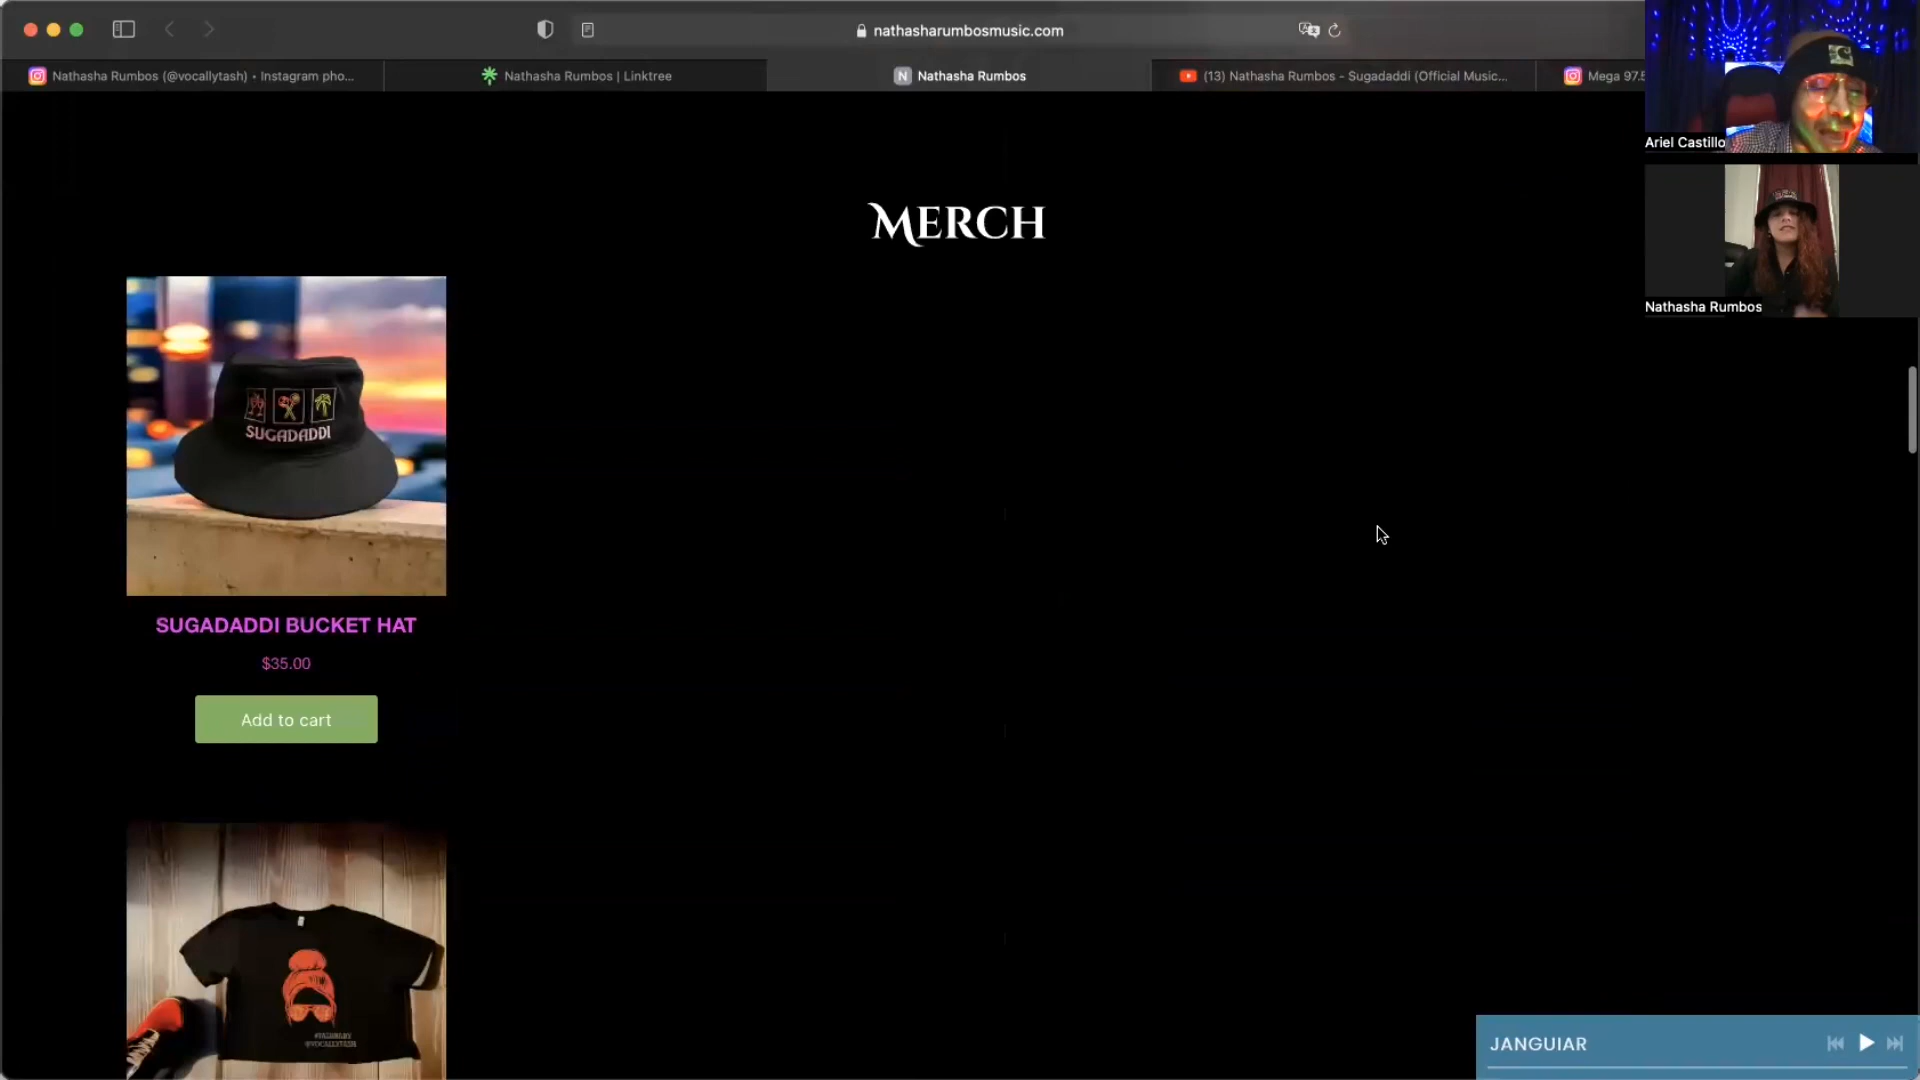 nathasharumbosmusic.com
Nathasha Rumbos (@vocallytash) • Instagram pho...
Nathasha Rumbos | Linktree
N
Nathasha Rumbos
(13) Nathasha Rumbos - Sugadaddi (Official Music...
Mega 97.5
Ariel Castillo
Nathasha Rumbos
MERCH
SUGADADDI
SUGADADDI BUCKET HAT
$35.00
Add to cart
@VOCALLYTASH
JANGUIAR